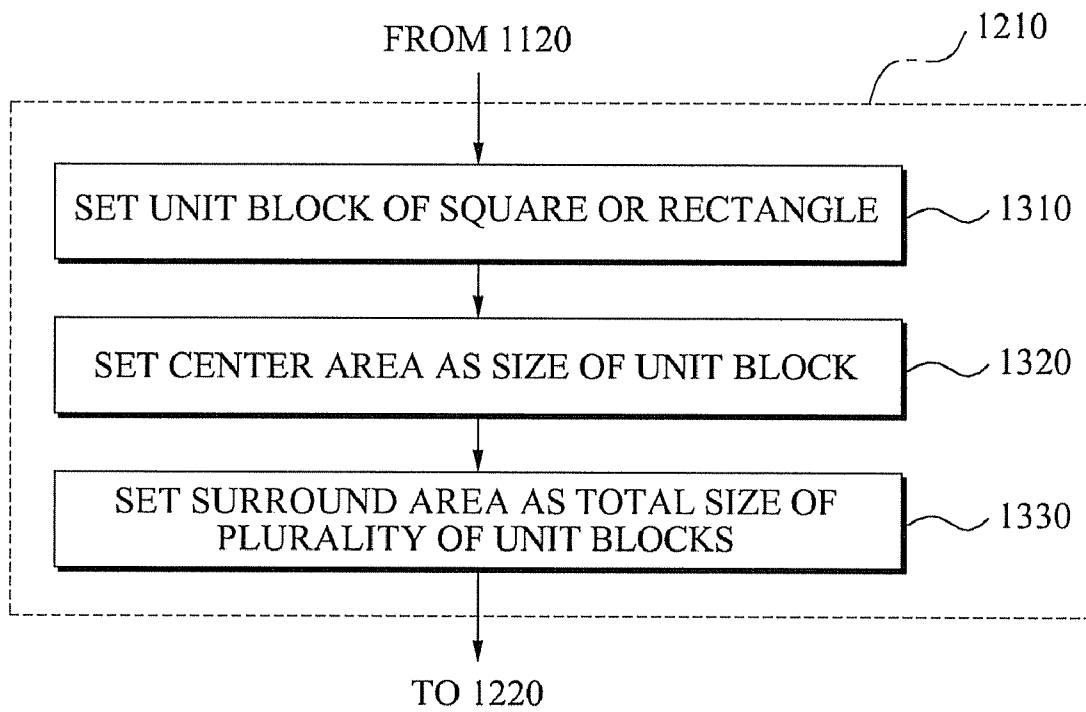 FROM 1120
1210
SET UNIT BLOCK OF SQUARE OR RECTANGLE
1310
SET CENTER AREA AS SIZE OF UNIT BLOCK
1320
SET SURROUND AREA AS TOTAL SIZE OF
PLURALITY OF UNIT BLOCKS
1330
TO 1220